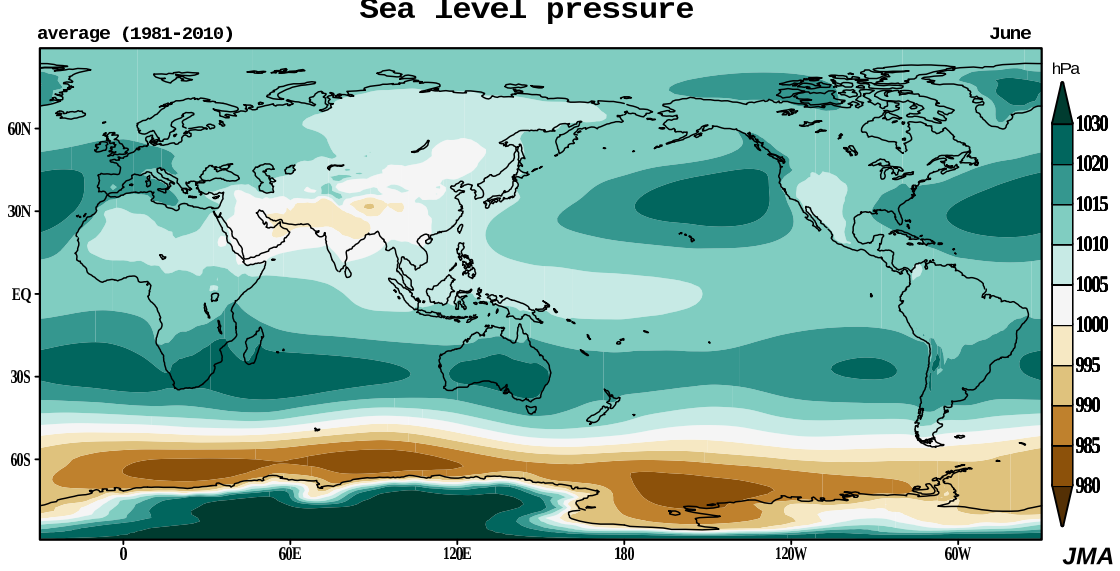 Sea level pressure
average (1981-2010) June
hPa
1030
1020
1015
1010
1005
1000
995
990
985
980
60N
30N
EQ
30S
60S
0 60E 120E 180 120W 60W
JMA